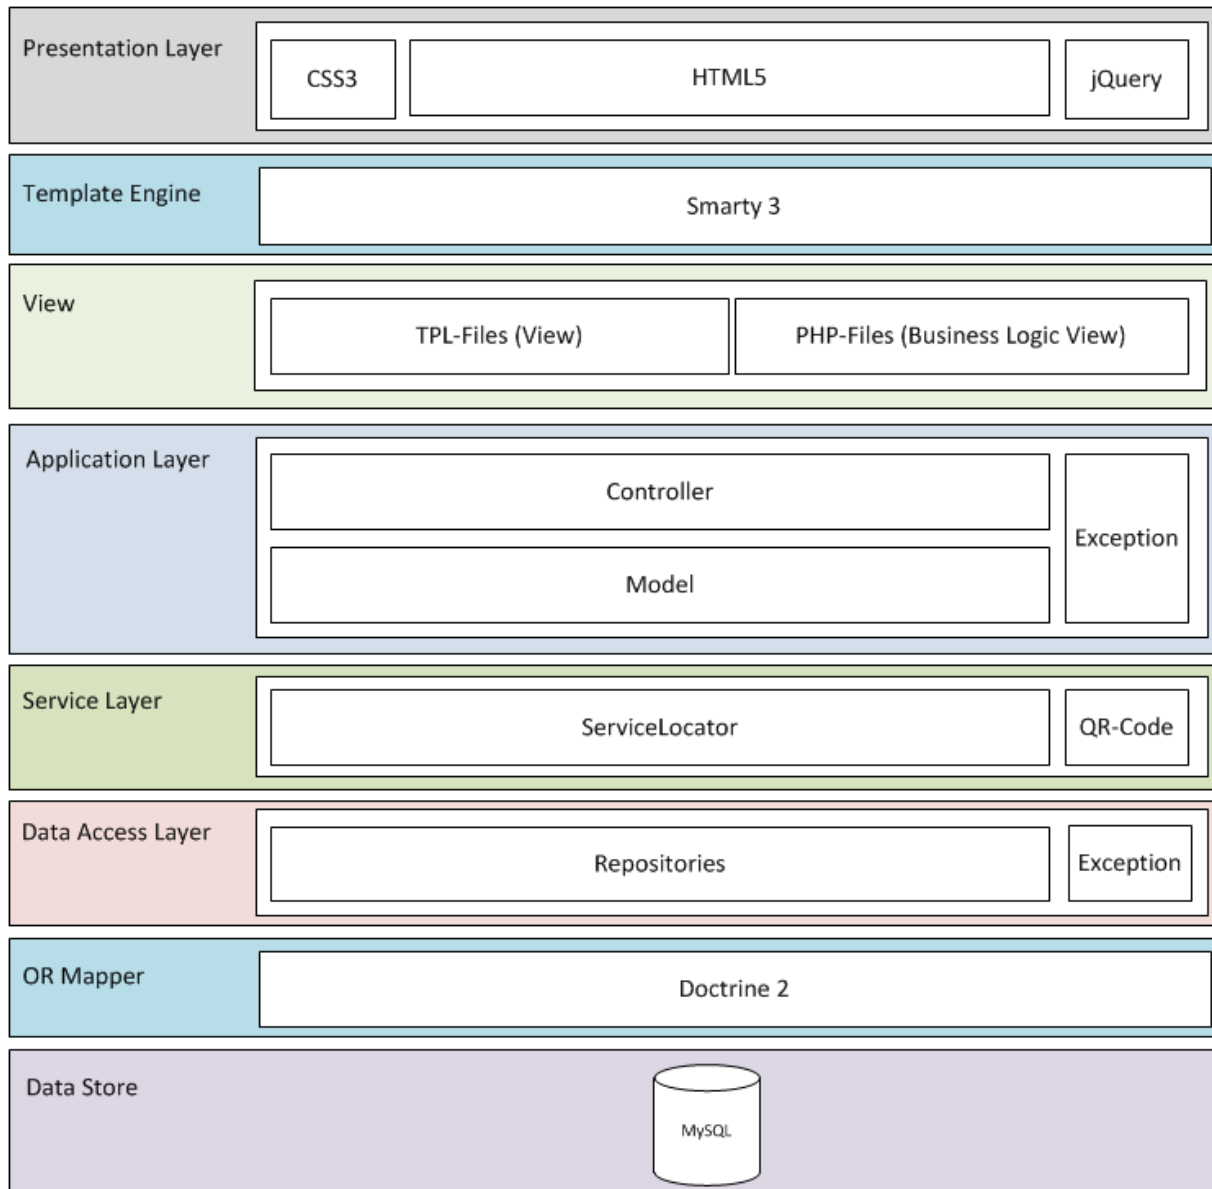 Presentation Layer
CSS3
HTML5
jQuery
Template Engine
Smarty 3
View
TPL-Files (View)
PHP-Files (Business Logic View)
Application Layer
Controller
Exception
Model
Service Layer
ServiceLocator
QR-Code
Data Access Layer
Repositories
Exception
OR Mapper
Doctrine 2
Data Store
MySQL